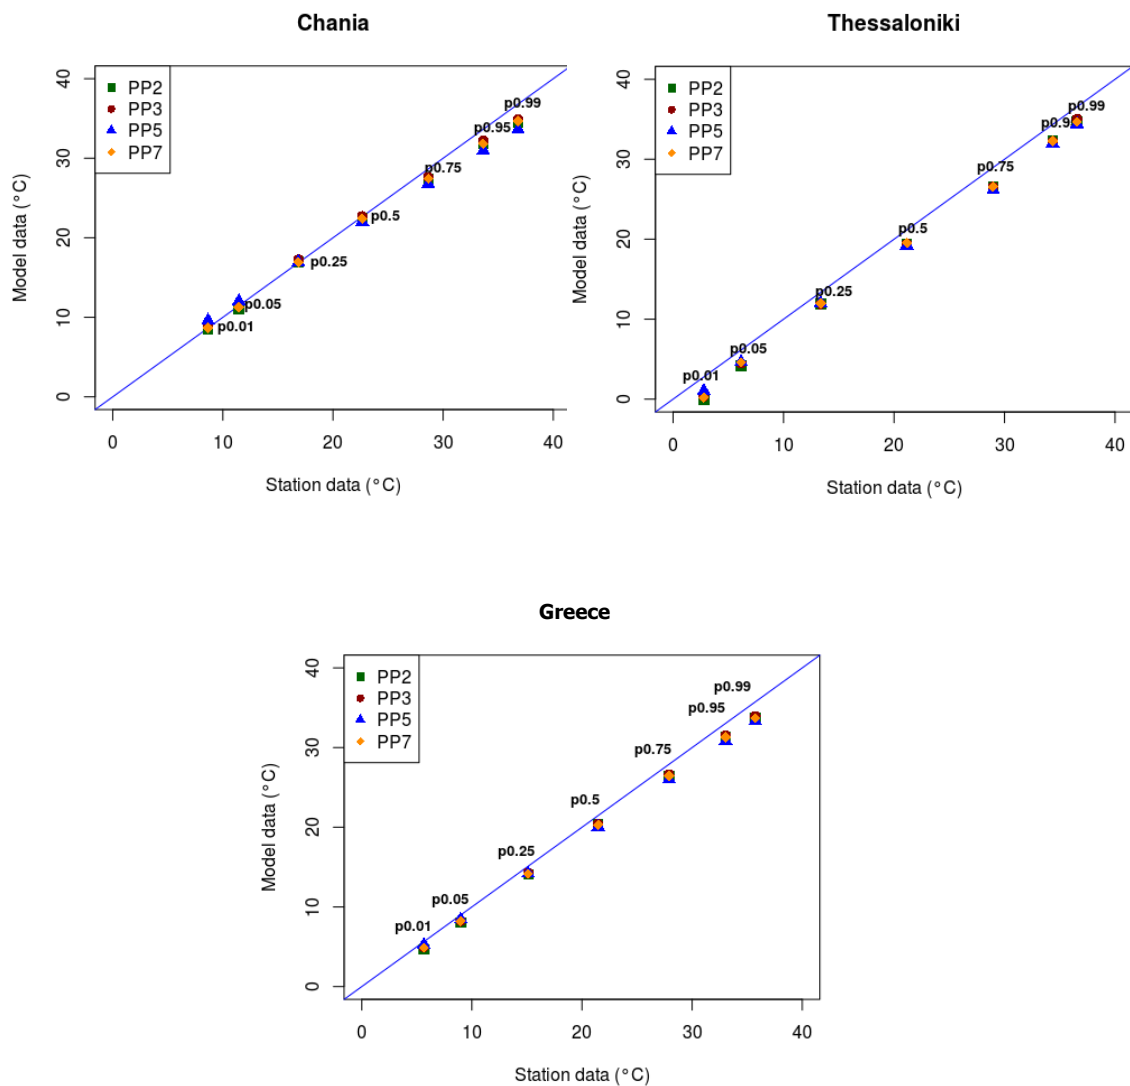 Chania
PP2
PP3
PP5
PP7
p0.99
p0.95
p0.75
p0.5
p0.25
p0.05
p0.01
0
10
20
30
40
0
10
20
30
40
Model data (°C)
Station data (°C)
Thessaloniki
PP2
PP3
PP5
PP7
p0.99
p0.75
p0.5
p0.25
p0.05
p0.01
0
10
20
30
40
0
10
20
30
40
Model data (°C)
Station data (°C)
Greece
PP2
PP3
PP5
PP7
p0.99
p0.95
p0.75
p0.5
p0.25
p0.05
p0.01
0
10
20
30
40
0
10
20
30
40
Model data (°C)
Station data (°C)